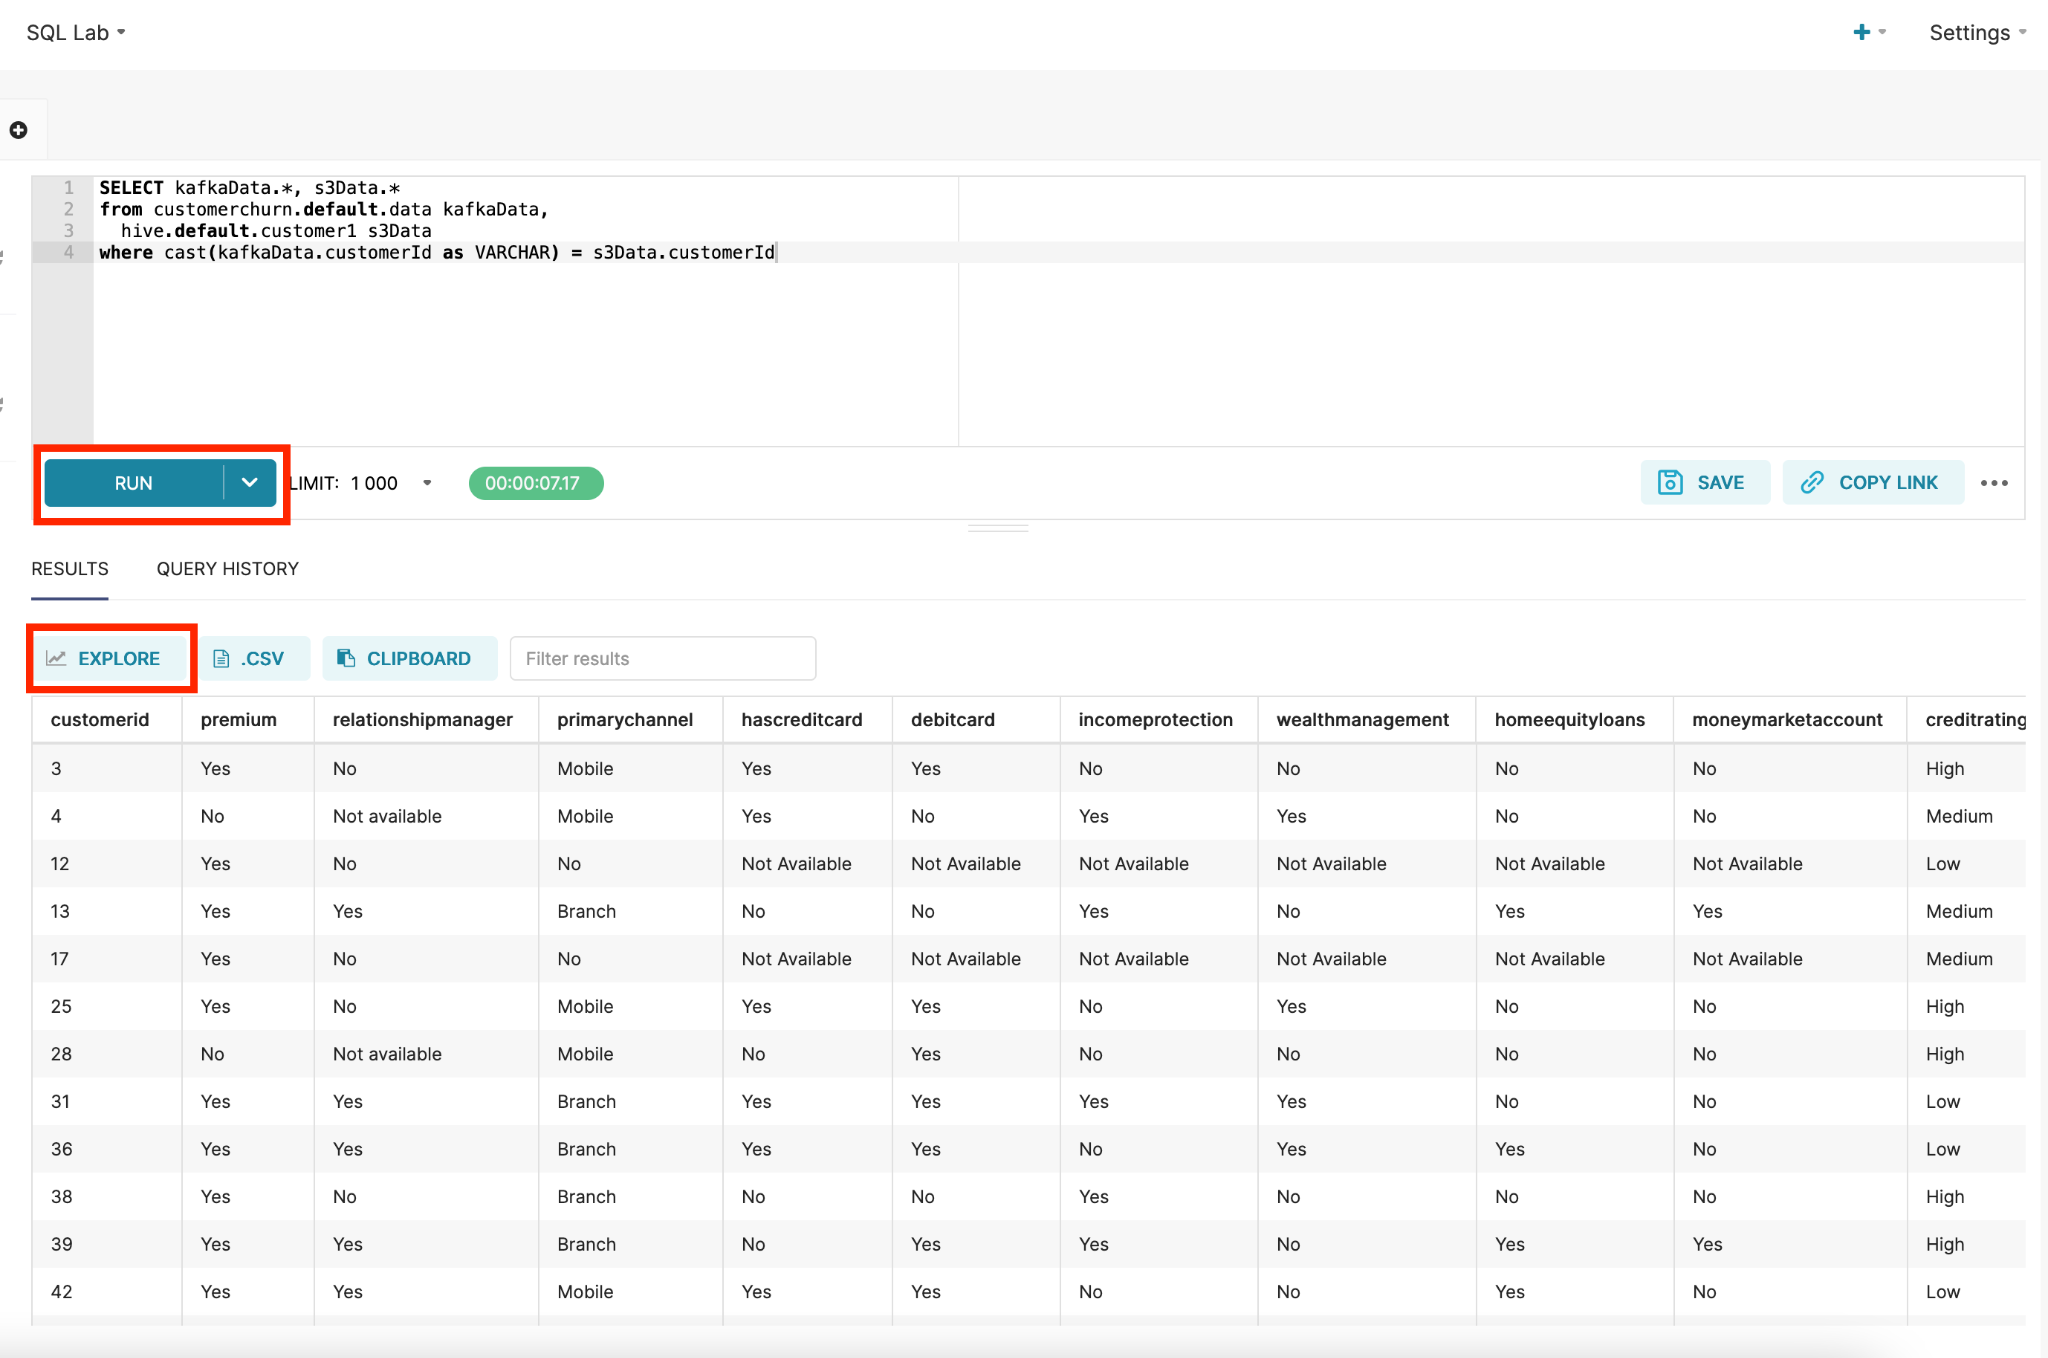 SQL Lab
Settings
1 SELECT kafkaData.*, s3Data.*
2 from customerchurn.default.data kafkaData,
3 hive.default.customer1 s3Data
4 where cast(kafkaData.customerId as VARCHAR) = s3Data.customerId
RUN LIMIT: 1 000 00:00:07.17 SAVE COPY LINK
RESULTS QUERY HISTORY
EXPLORE .CSV CLIPBOARD Filter results
customerid premium relationshipmanager primarychannel hascreditcard debitcard incomeprotection wealthmanagement homeequityloans moneymarketaccount creditrating
3 Yes No Mobile Yes Yes No No No No High
4 No Not available Mobile Yes No Yes Yes No No Medium
12 Yes No No Not Available Not Available Not Available Not Available Not Available Not Available Low
13 Yes Yes Branch No No Yes No Yes Yes Medium
17 Yes No No Not Available Not Available Not Available Not Available Not Available Not Available Medium
25 Yes No Mobile Yes Yes No Yes No No High
28 No Not available Mobile No Yes No No No No High
31 Yes Yes Branch Yes Yes Yes Yes No No Low
36 Yes Yes Branch Yes Yes No Yes Yes No Low
38 Yes No Branch No No Yes No No No High
39 Yes Yes Branch No Yes Yes No Yes Yes High
42 Yes Yes Mobile Yes Yes No No Yes No Low